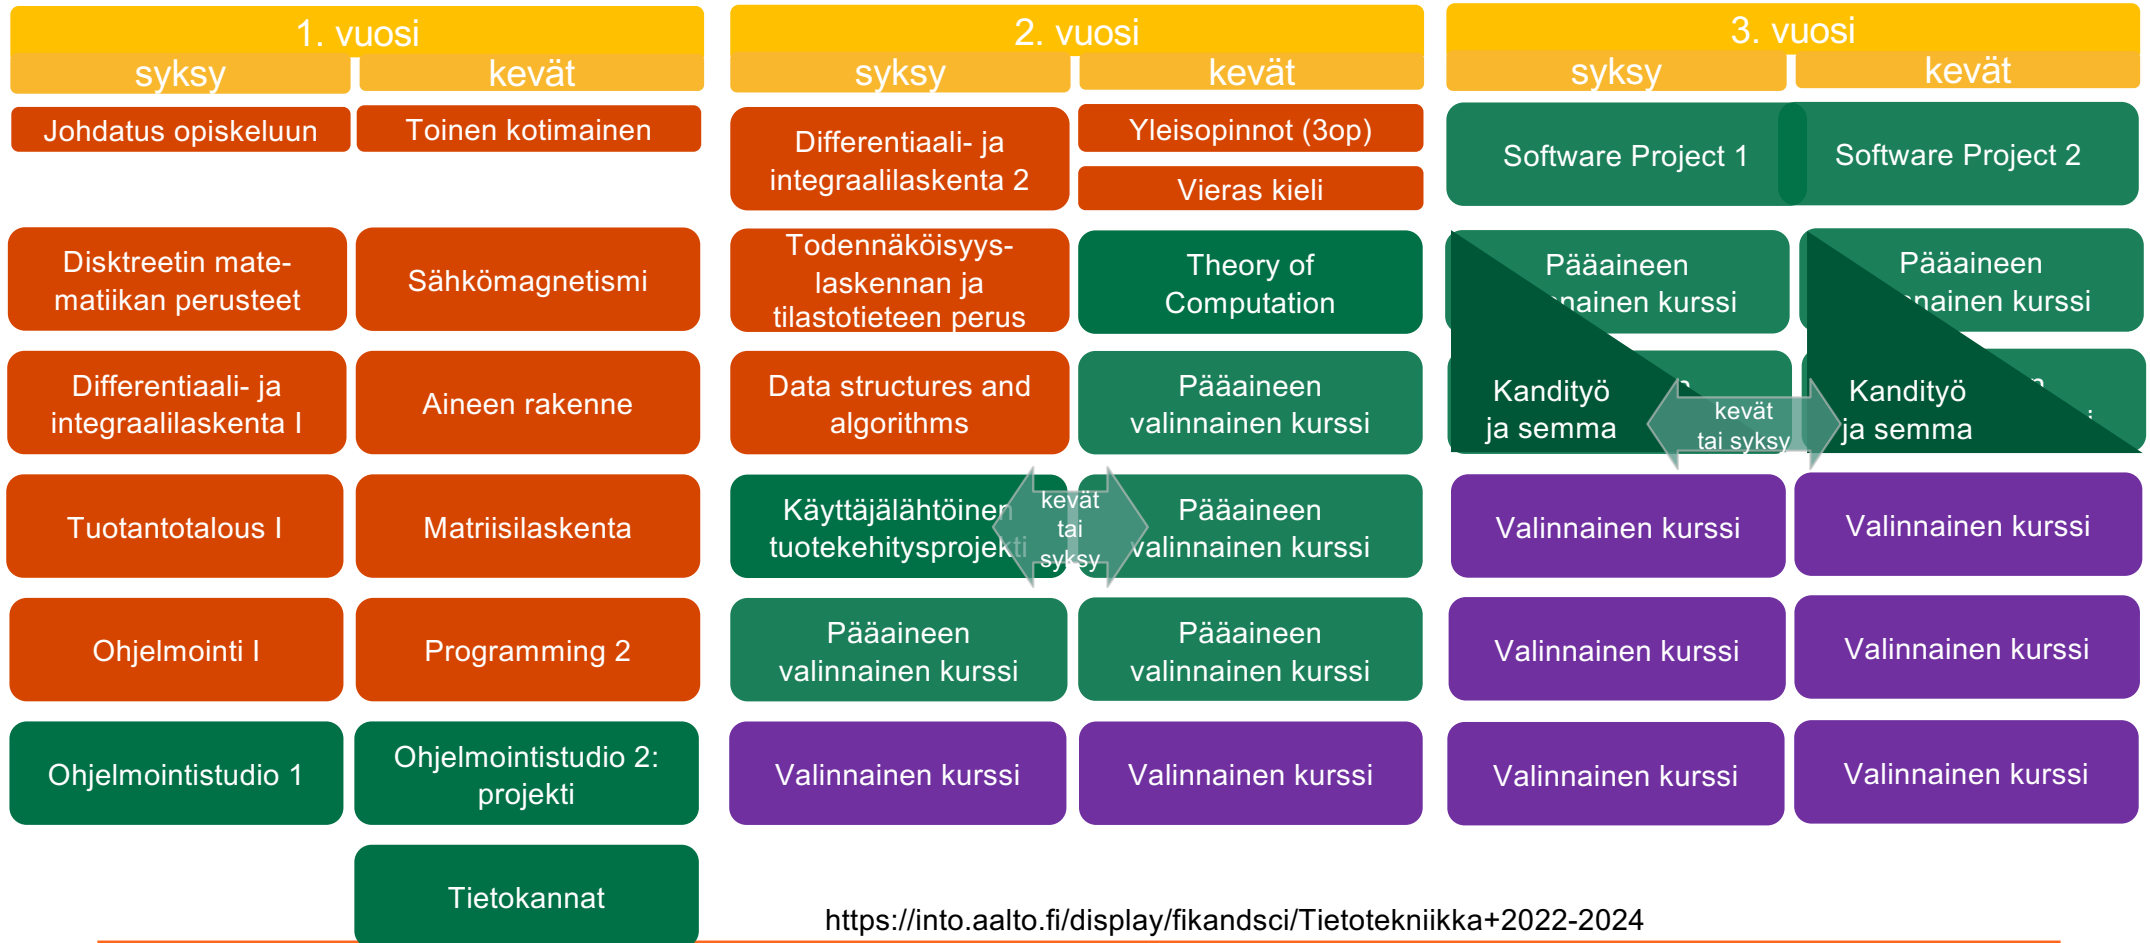 1. vuosi
syksy
kevät
Johdatus opiskeluun
Toinen kotimainen
Disktreetin mate-
matiikan perusteet
Sähkömagnetismi
Differentiaali- ja
integraalilaskenta I
Aineen rakenne
Tuotantotalous I
Matriisilaskenta
Ohjelmointi I
Programming 2
Ohjelmointistudio 1
Ohjelmointistudio 2:
projekti
Tietokannat
2. vuosi
syksy
kevät
Differentiaali- ja
integraalilaskenta 2
Yleisopinnot (3op)
Vieras kieli
Todennäköisyys-
laskennan ja
tilastotieteen perus
Theory of
Computation
Data structures and
algorithms
Pääaineen
valinnainen kurssi
Käyttäjälähtöinen
tuotekehitysprojekti
kevät
tai
syksy
Pääaineen
valinnainen kurssi
Pääaineen
valinnainen kurssi
Pääaineen
valinnainen kurssi
Valinnainen kurssi
Valinnainen kurssi
3. vuosi
syksy
kevät
Software Project 1
Software Project 2
Pääaineen
kurssi
Pääaineen
kurssi
Kandityö
ja semma
kevät
tai syksy
Kandityö
ja semma
Valinnainen kurssi
Valinnainen kurssi
Valinnainen kurssi
Valinnainen kurssi
Valinnainen kurssi
Valinnainen kurssi
https://into.aalto.fi/display/fikandsci/Tietotekniikka+2022-2024